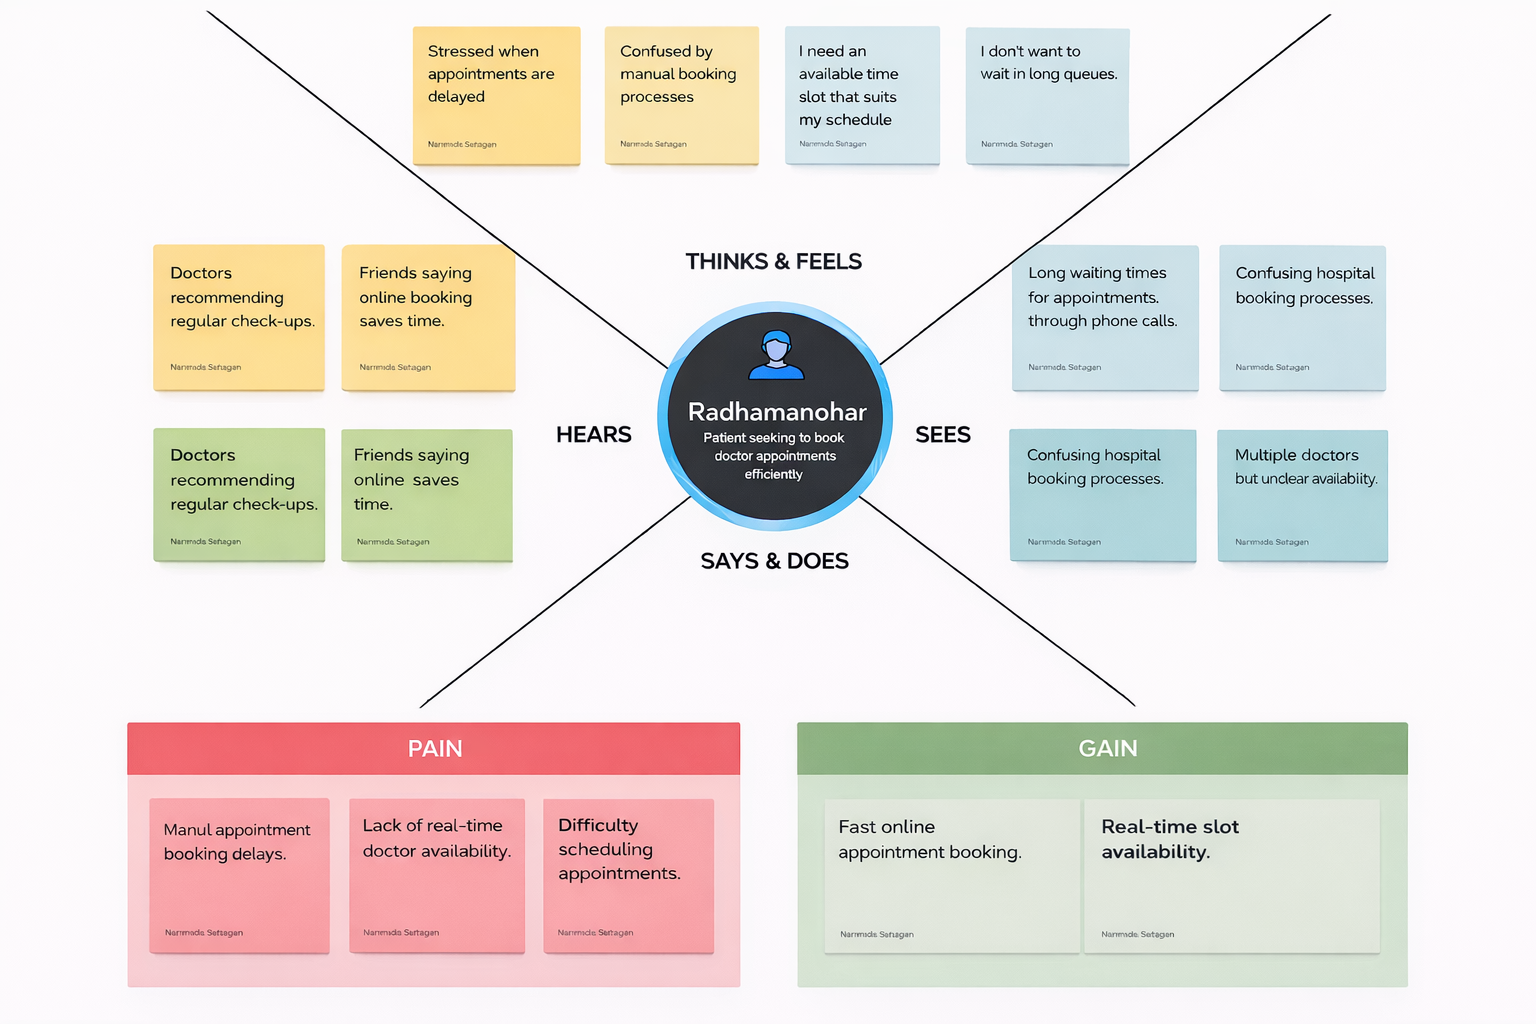 Stressed when
appointments are
delayed
Confused by
manual booking
processes
I need an
available time
slot that suits
my schedule
I don't want to
wait in long queues.
THINKS & FEELS
Doctors
recommending
regular check-ups.
Friends saying
online booking
saves time.
Long waiting times
for appointments.
through phone calls.
Confusing hospital
booking processes.
HEARS
Radhamanohar
Patient seeking to book
doctor appointments
efficiently
SEES
Doctors
recommending
regular check-ups.
Friends saying
online saves
time.
Confusing hospital
booking processes.
Multiple doctors
but unclear availability.
SAYS & DOES
PAIN
Manul appointment
booking delays.
Lack of real-time
doctor availability.
Difficulty
scheduling
appointments.
GAIN
Fast online
appointment booking.
Real-time slot
availability.